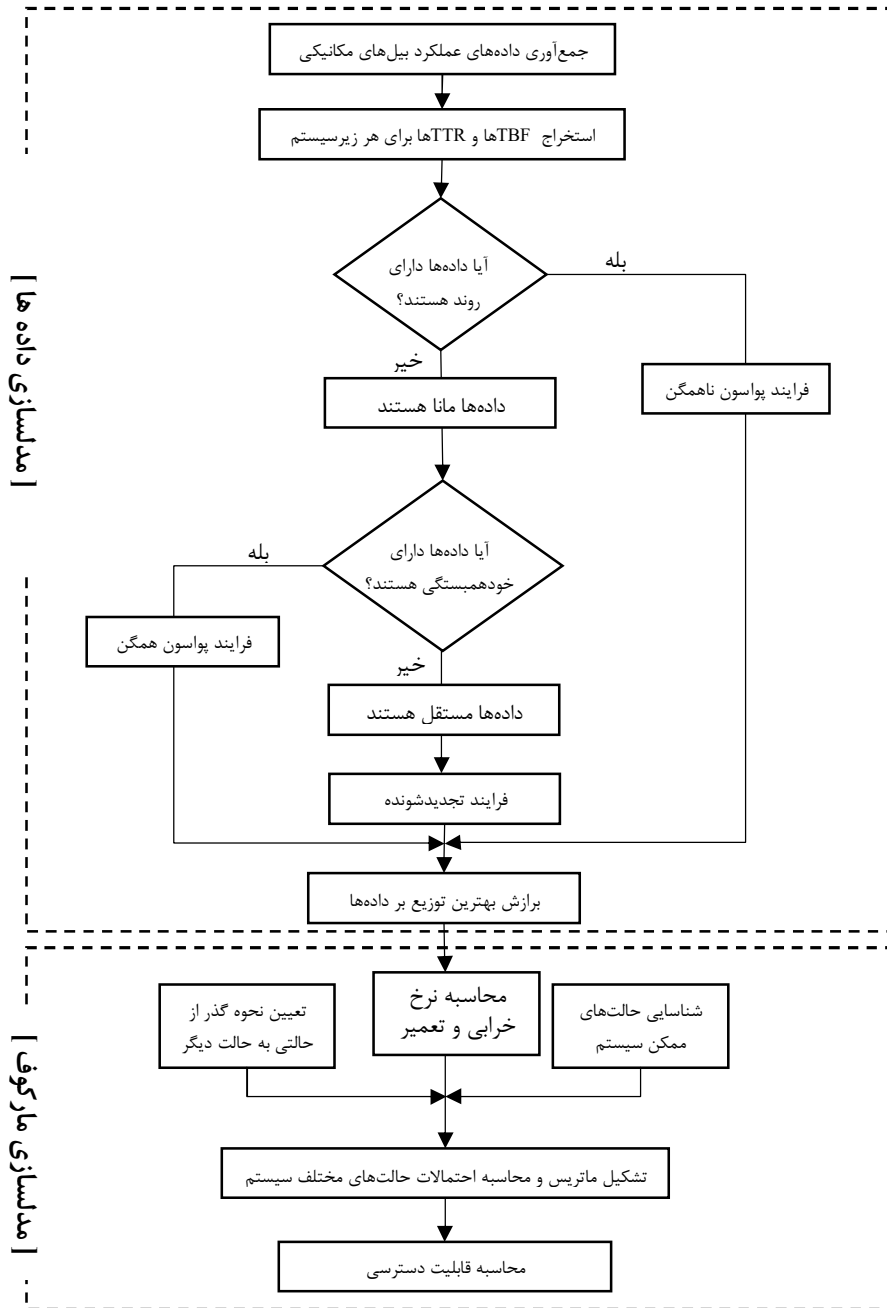 جمع‌آوری داده‌های عملکرد بیل‌های مکانیکی
استخراج TBFها و TTRها برای هر زیرسیستم
آیا داده‌ها دارای
روند هستند؟
بله
خیر
فرایند پواسون ناهمگن
داده‌ها مانا هستند
آیا داده‌ها دارای
خودهمبستگی هستند؟
بله
خیر
فرایند پواسون همگن
داده‌ها مستقل هستند
فرایند تجدیدشونده
برازش بهترین توزیع بر داده‌ها
[ مدلسازی داده ها ]
شناسایی حالت‌های
ممکن سیستم
محاسبه نرخ
خرابی و تعمیر
تعیین نحوه گذر از
حالتی به حالت دیگر
تشکیل ماتریس و محاسبه احتمالات حالت‌های مختلف سیستم
محاسبه قابلیت دسترسی
[ مدلسازی مارکوف ]